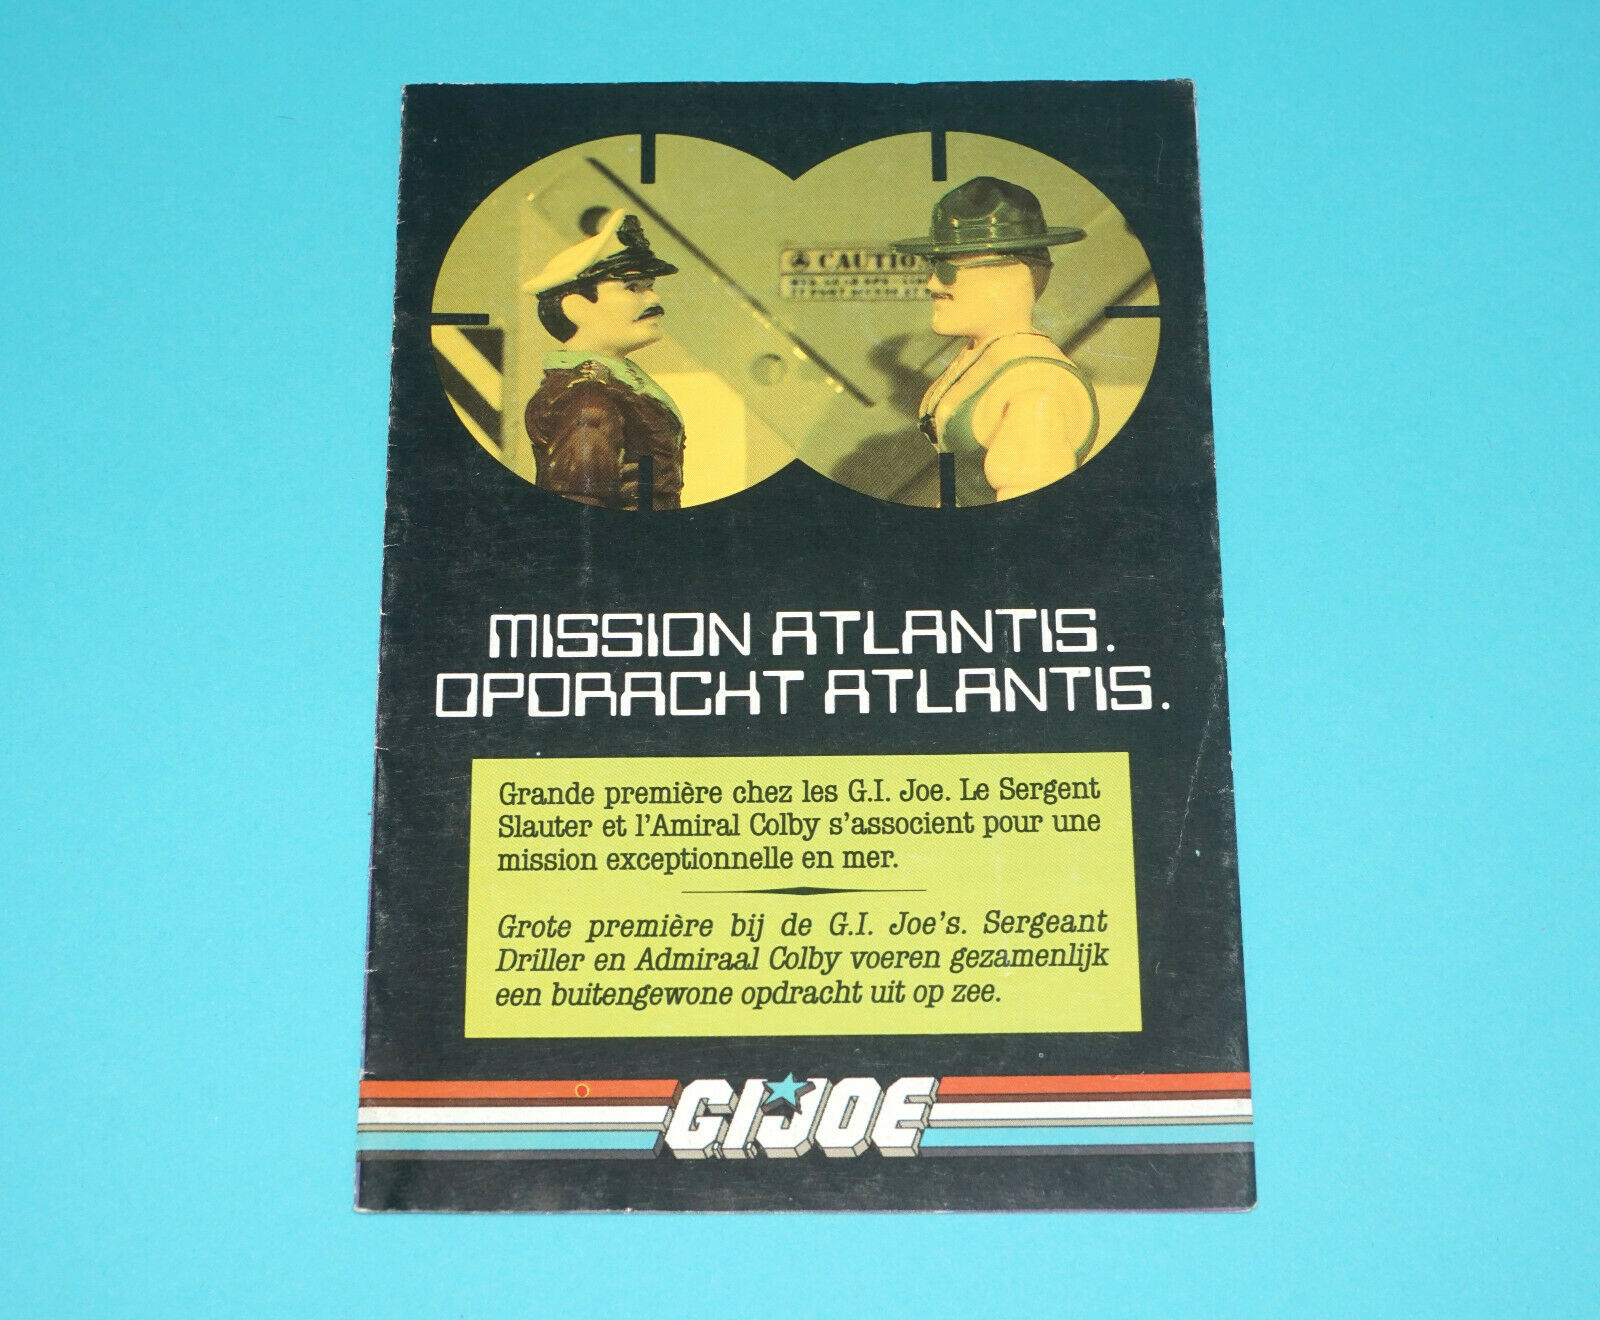 CAUTION
MISSION ATLANTIS.
OPDRACHT ATLANTIS.
Grande première chez les G.I. Joe. Le Sergent
Slauter et l'Amiral Colby s'associent pour une
mission exceptionnelle en mer.
Grote première bij de G.I. Joe's. Sergeant
Driller en Admiraal Colby voeren gezamenlijk
een buitengewone opdracht uit op zee.
G.I. JOE